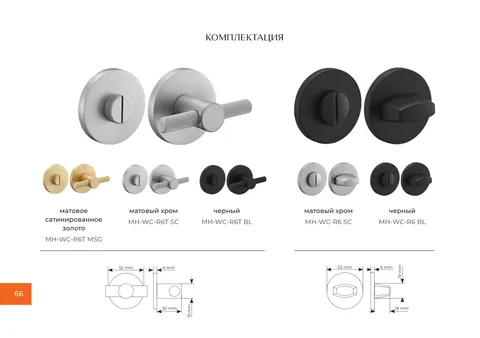 КОМПЛЕКТАЦИЯ
матовое
сатинированное
золото
MH-WC-R6T MSG
матовый хром
MH-WC-R6T SC
черный
MH-WC-R6T BL
матовый хром
MH-WC-R6 SC
черный
MH-WC-R6 BL
52 mm
6 mm
52 mm
6 mm
66